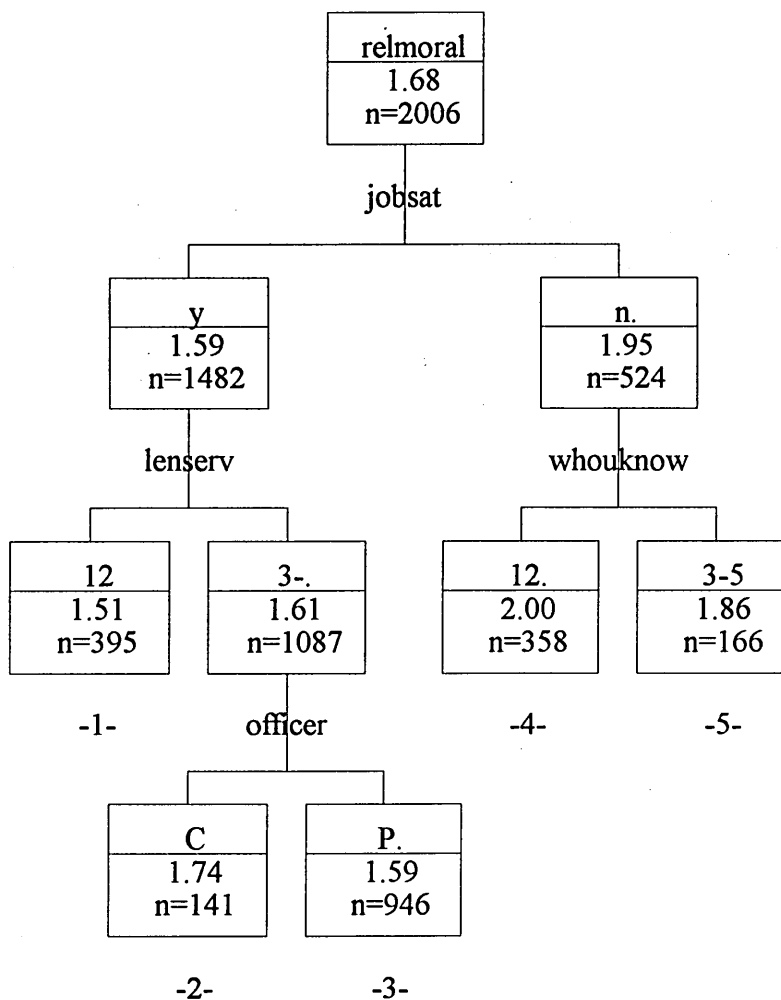 relmoral
1.68
n=2006
jobsat
y
1.59
n=1482
n.
1.95
n=524
lenserv
whouknow
12
1.51
n=395
3-.
1.61
n=1087
12.
2.00
n=358
3-5
1.86
n=166
-1-
officer
-4-
-5-
C
1.74
n=141
P.
1.59
n=946
-2-
-3-